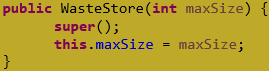 public WasteStore(int maxSize) {
super();
this.maxSize = maxSize;
}